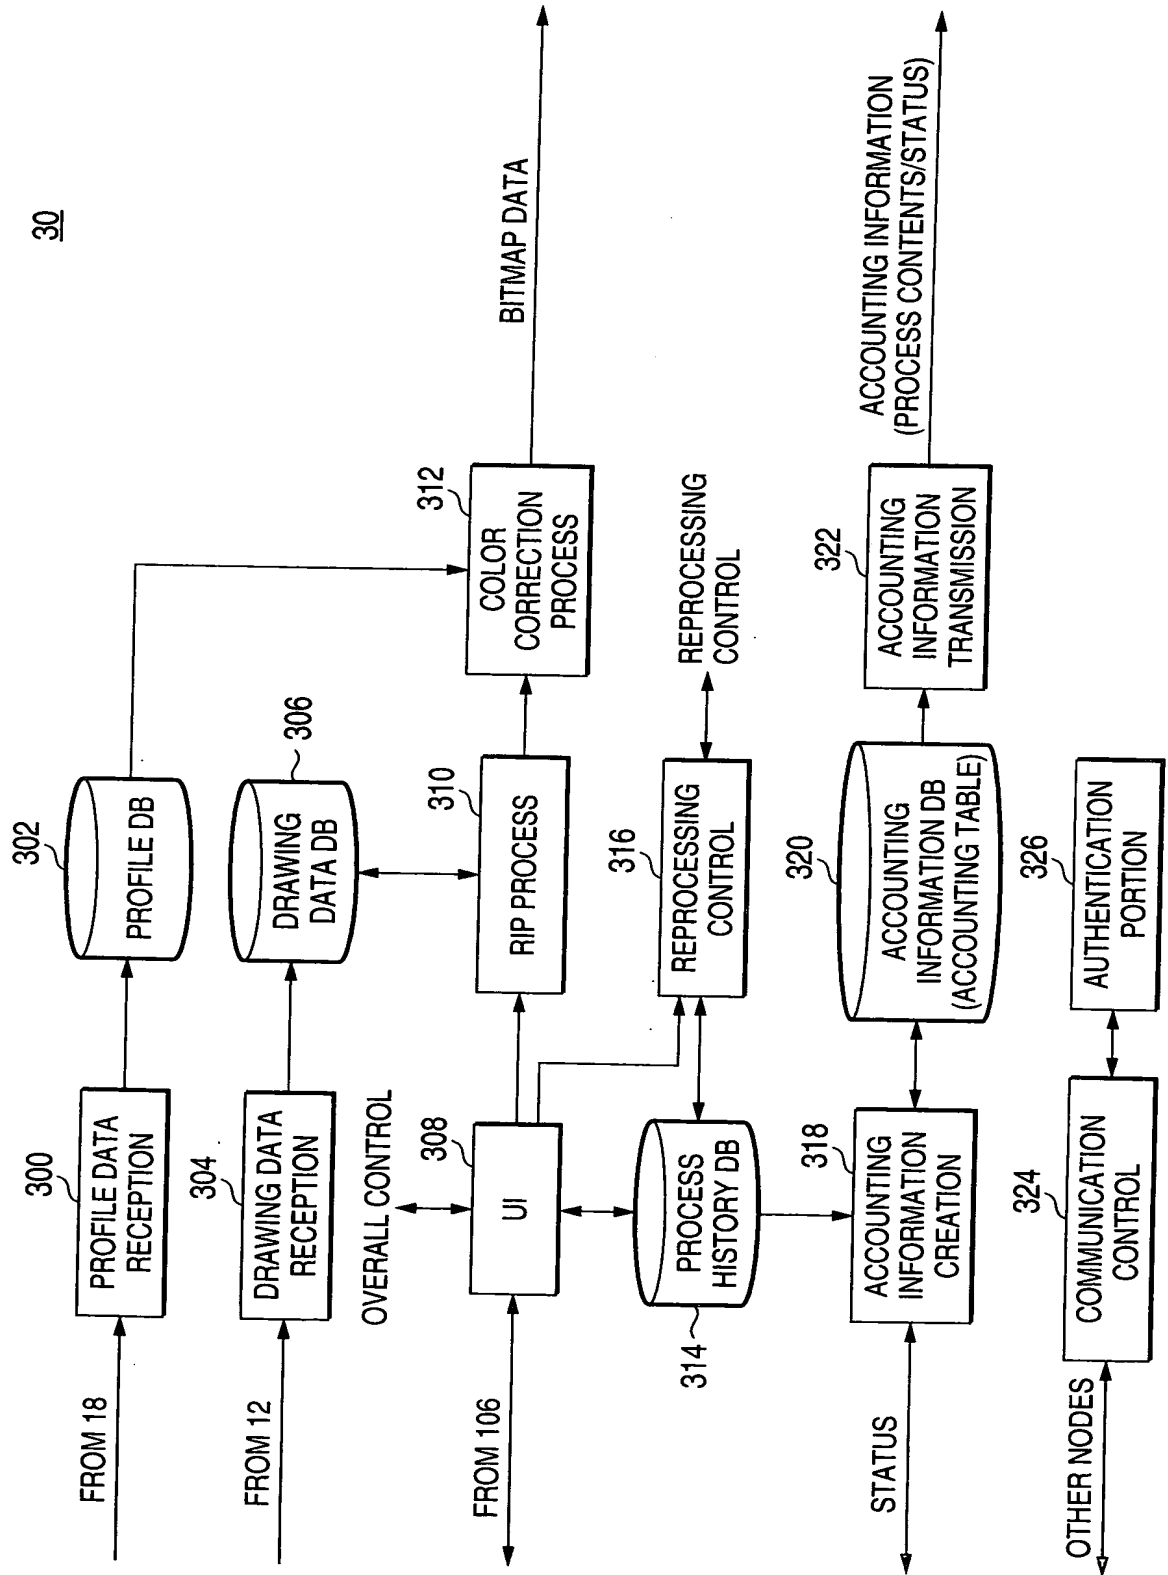 30
FROM 18
300
PROFILE DATA
RECEPTION
302
PROFILE DB
FROM 12
304
DRAWING DATA
RECEPTION
306
DRAWING
DATA DB
OVERALL CONTROL
FROM 106
308
UI
310
RIP PROCESS
312
COLOR
CORRECTION
PROCESS
BITMAP DATA
314
PROCESS
HISTORY DB
316
REPROCESSING
CONTROL
REPROCESSING
CONTROL
STATUS
318
ACCOUNTING
INFORMATION
CREATION
320
ACCOUNTING
INFORMATION DB
(ACCOUNTING TABLE)
322
ACCOUNTING
INFORMATION
TRANSMISSION
ACCOUNTING INFORMATION
(PROCESS CONTENTS/STATUS)
OTHER NODES
324
COMMUNICATION
CONTROL
326
AUTHENTICATION
PORTION